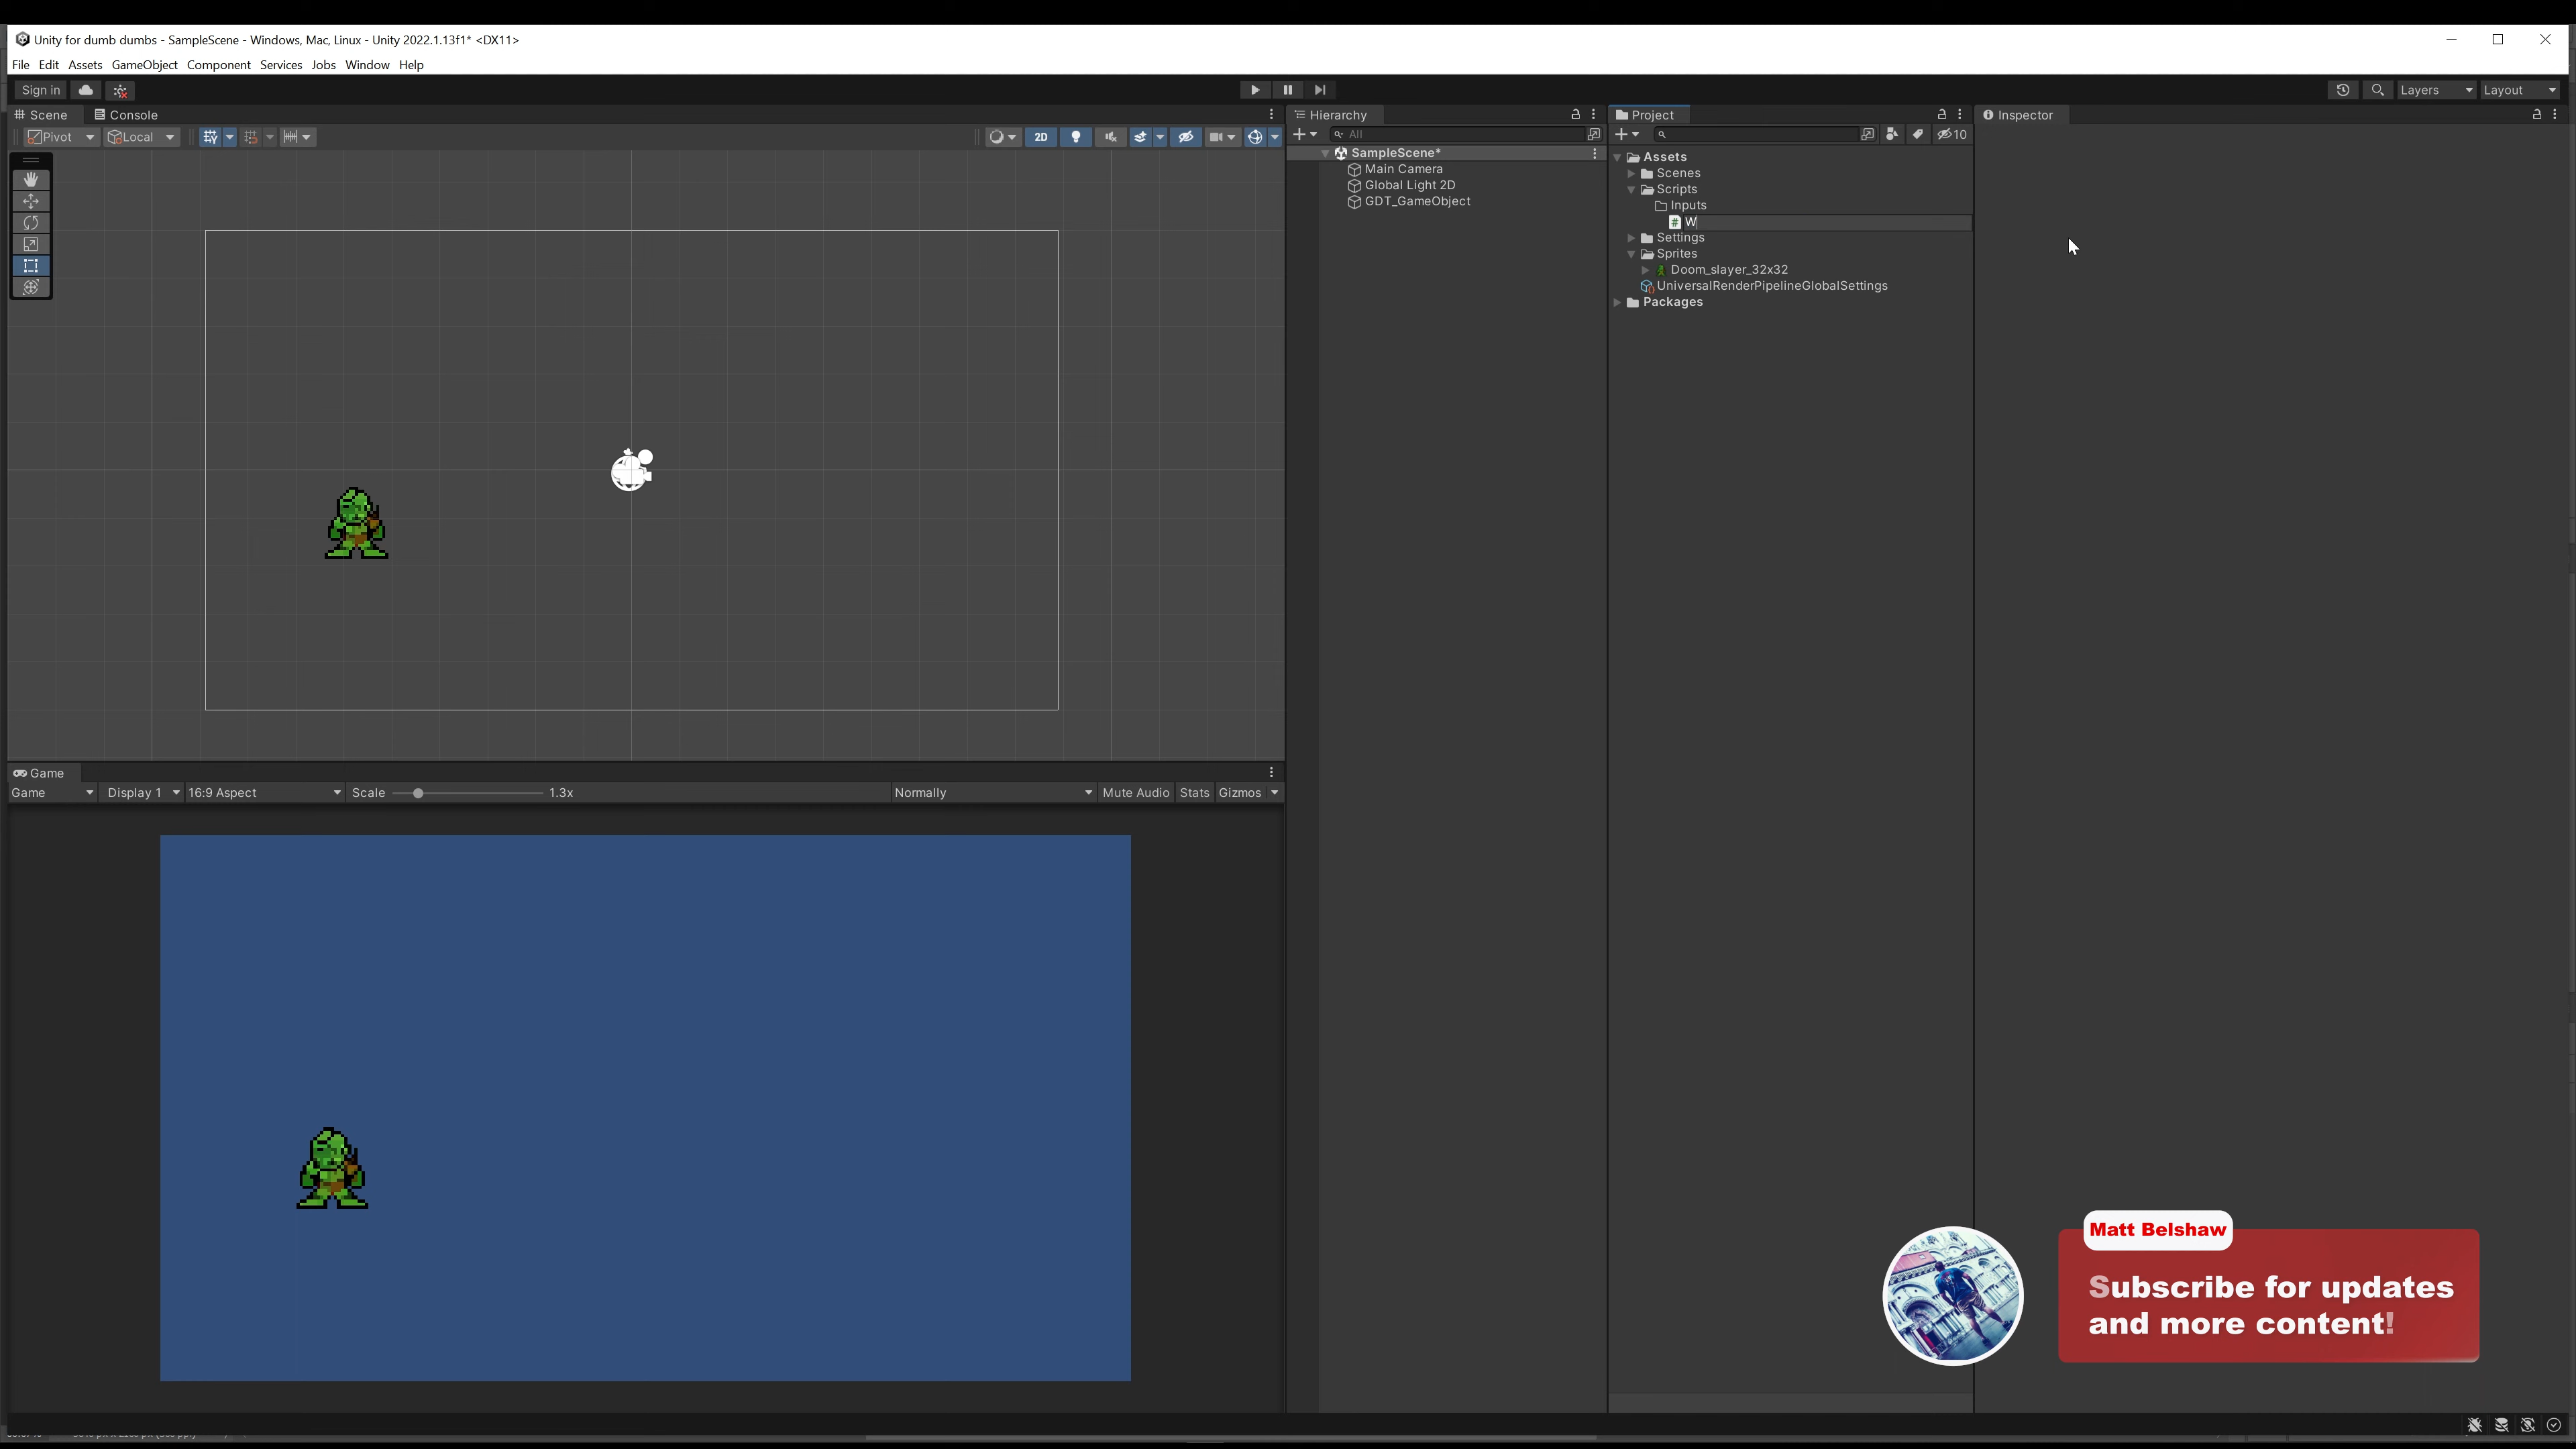 Unity for dumb dumbs - SampleScene - Windows, Mac, Linux - Unity 2022.1.13f1* <DX11>
File Edit Assets GameObject Component Services Jobs Window Help
Sign in
Layers
Layout
Scene
Console
Hierarchy
Project
Inspector
Pivot
Local
2D
All
10
SampleScene*
Main Camera
Global Light 2D
GDT_GameObject
Assets
Scenes
Scripts
Inputs
W
Settings
Sprites
Doom_slayer_32x32
UniversalRenderPipelineGlobalSettings
Packages
Game
Game Display 1 16:9 Aspect Scale 1.3x Normally Mute Audio Stats Gizmos
Matt Belshaw
Subscribe for updates
and more content!